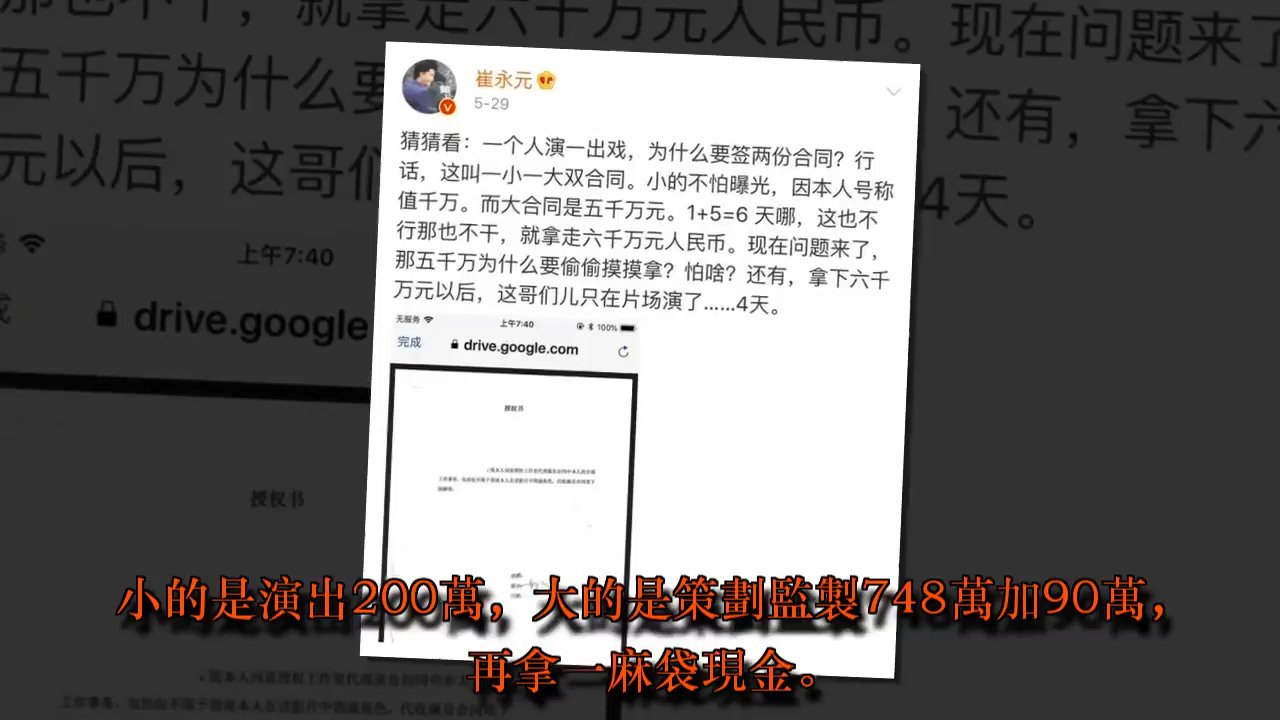 崔永元
5-29
猜猜看：一个人演一出戏，为什么要签两份合同？行
话，这叫一小一大双合同。小的不怕曝光，因本人号称
值千万。而大合同是五千万元。1+5=6 天哪，这也不
行那也不干，就拿走六千万元人民币。现在问题来了，
那五千万为什么要偷偷摸摸拿？怕啥？还有，拿下六千
万元以后，这哥们儿只在片场演了……4天。
无服务 上午7:40 100%
完成 drive.google.com
授权书
小的是演出200萬，大的是策劃監製748萬加90萬，
再拿一麻袋現金。